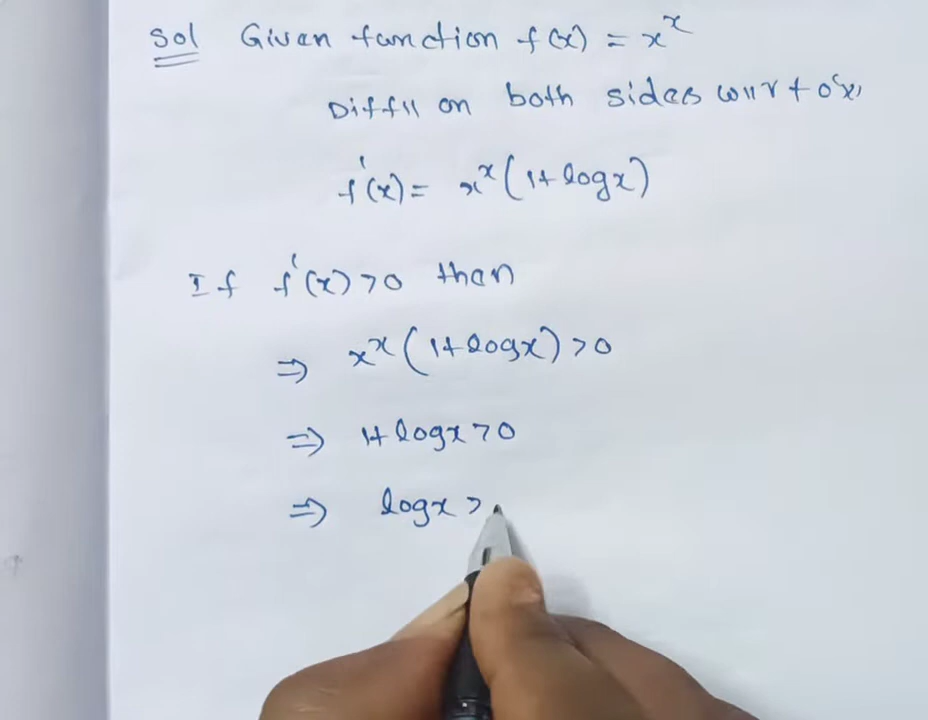 Sol Given function f(x) = x^x
Diff// on both sides w//r to 'x'
f'(x) = x^x (1+logx)
If f'(x)>0 then
⇒ x^x (1+logx) >0
⇒ 1+logx>0
⇒ logx >